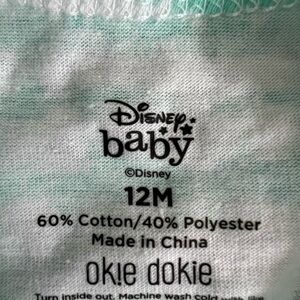 Disney
baby
©Disney
12M
60% Cotton/40% Polyester
Made in China
okie dokie
Turn inside out. Machine wash cold